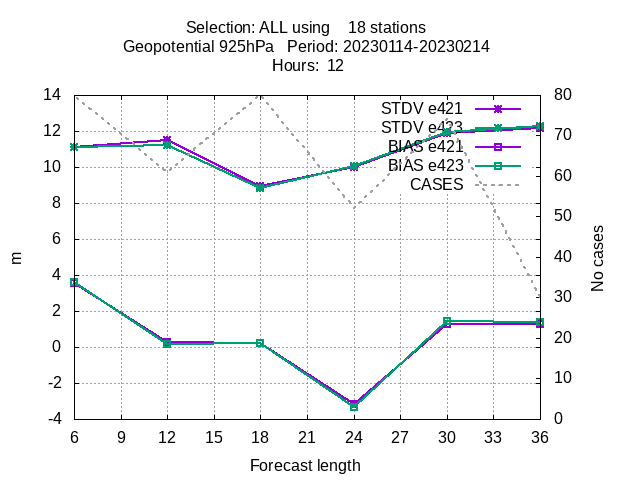 Selection: ALL using 18 stations
Geopotential 925hPa Period: 20230114-20230214
Hours: 12
STDV e421
STDV e423
BIAS e421
BIAS e423
CASES
14
12
10
8
6
4
2
0
-2
-4
m
80
70
60
50
40
30
20
10
0
No cases
6 9 12 15 18 21 24 27 30 33 36
Forecast length